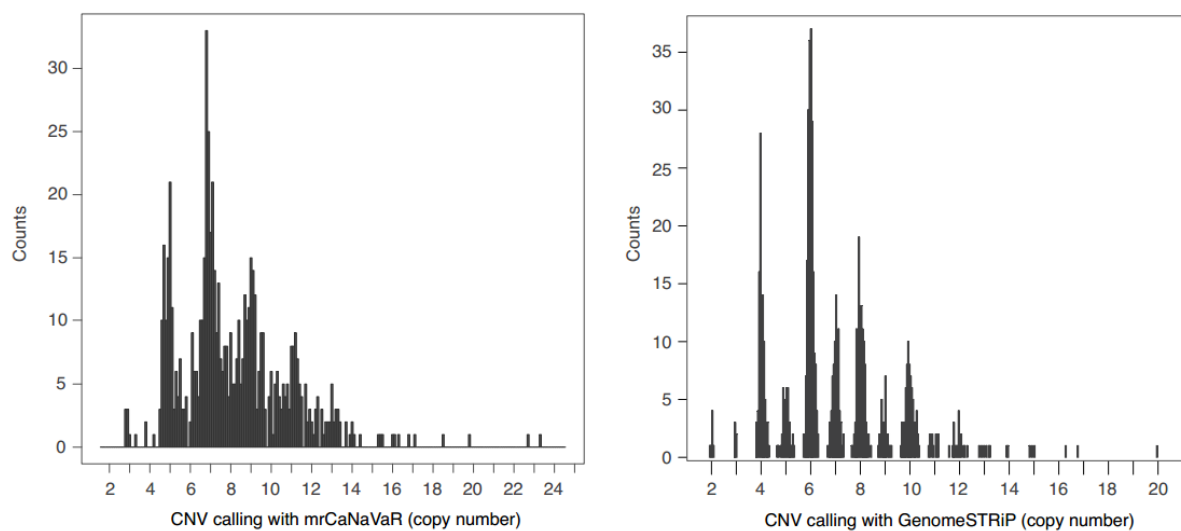 Counts
30
25
20
15
10
5
0
2 4 6 8 10 12 14 16 18 20 22 24
CNV calling with mrCaNaVaR (copy number)
Counts
35
30
25
20
15
10
5
0
2 4 6 8 10 12 14 16 18 20
CNV calling with GenomeSTRiP (copy number)